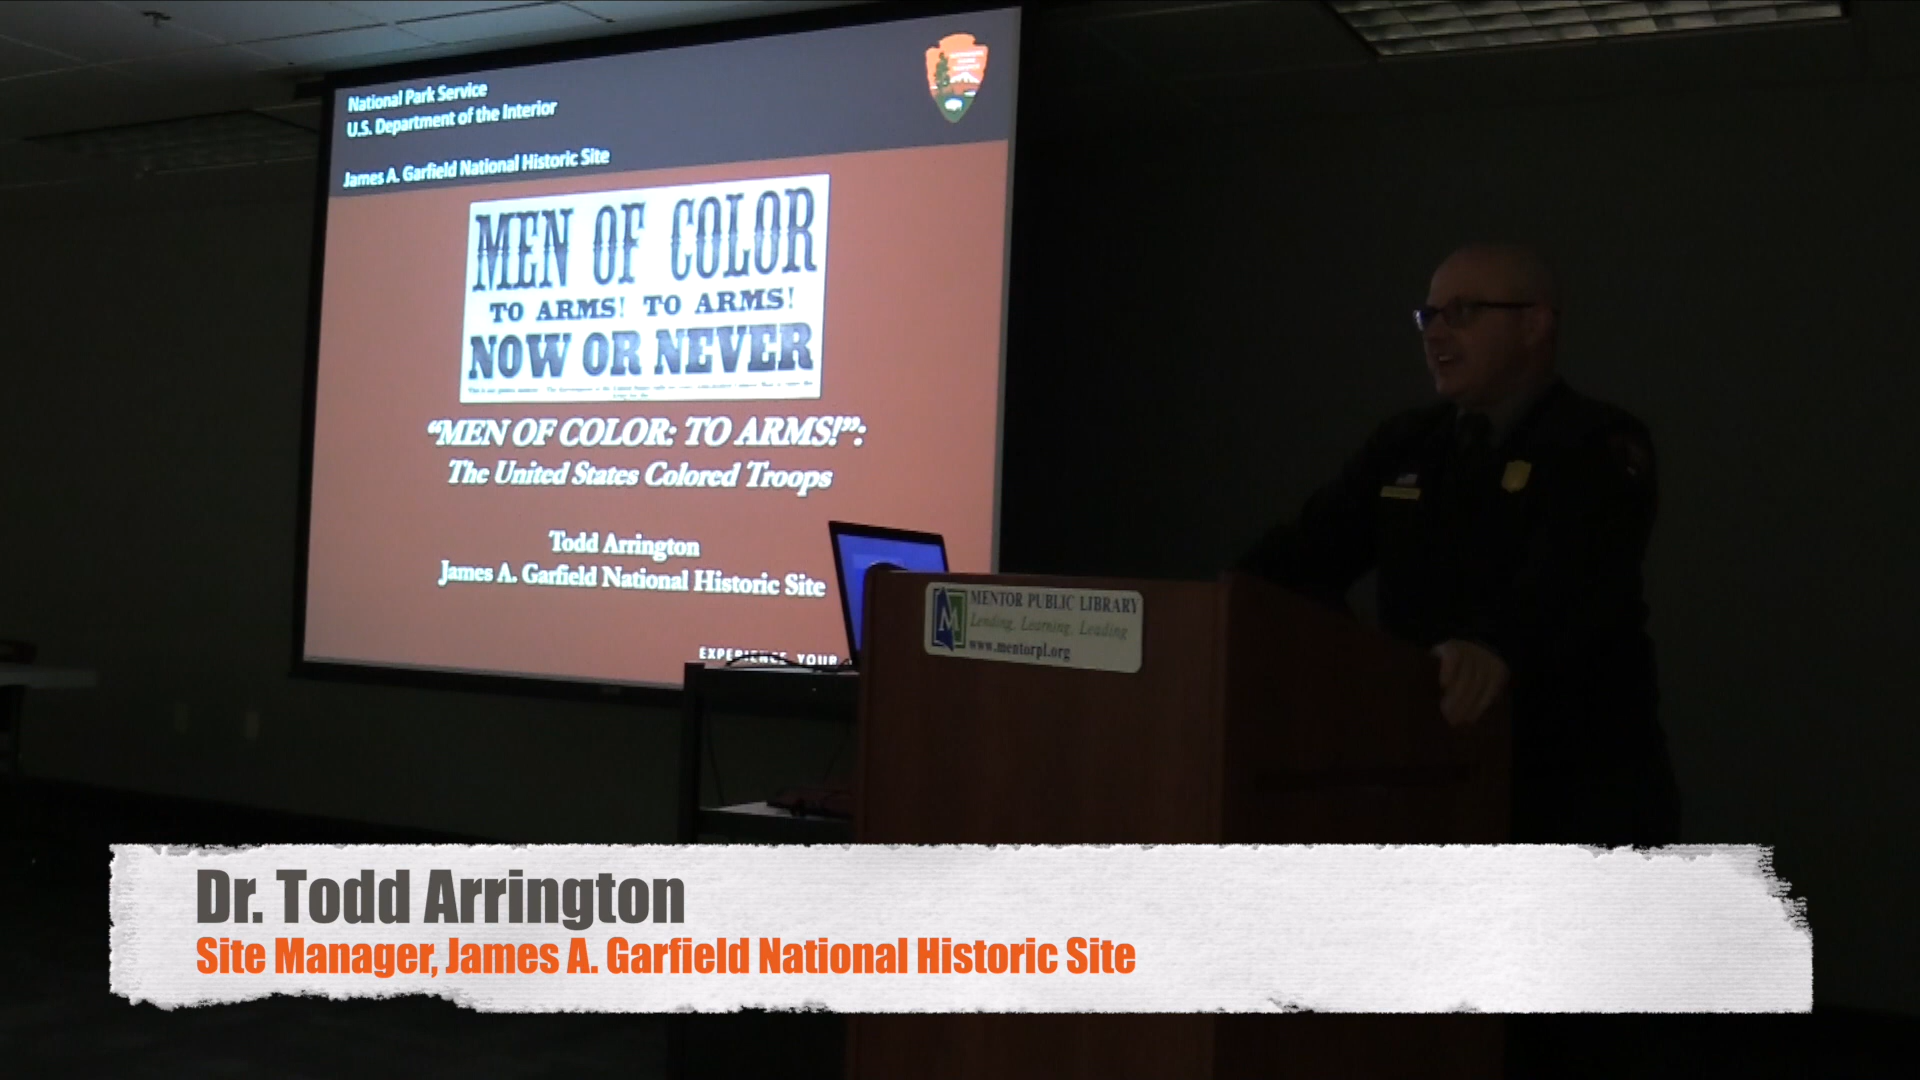 National Park Service
U.S. Department of the Interior
James A. Garfield National Historic Site
MEN OF COLOR
TO ARMS! TO ARMS!
NOW OR NEVER
“MEN OF COLOR: TO ARMS!”:
The United States Colored Troops
Todd Arrington
James A. Garfield National Historic Site
EXPERIENCE YOUR
MENTOR PUBLIC LIBRARY
Lending. Learning. Leading
www.mentorpl.org
Dr. Todd Arrington
Site Manager, James A. Garfield National Historic Site